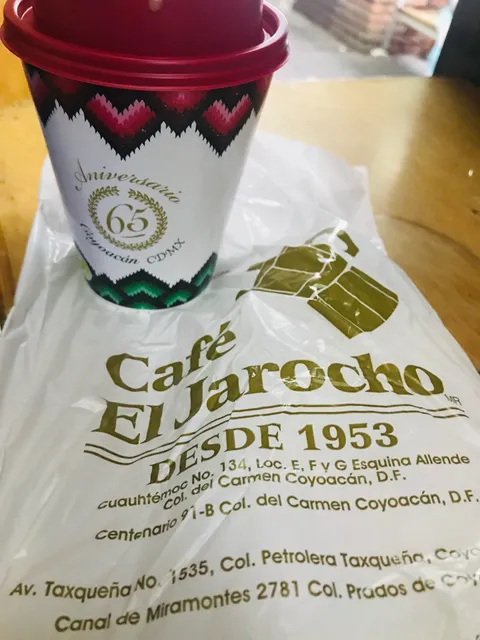 Aniversario
65
Coyoacán CDMX
Café
El Jarocho
MR
DESDE 1953
Cuauhtémoc No. 134, Loc. E, F y G Esquina Allende
Col. del Carmen Coyoacán, D.F.
Centenario 91-B Col. del Carmen Coyoacán, D.F.
Av. Taxqueña No. 1535, Col. Petrolera Taxqueña,
Canal de Miramontes 2781 Col. Prados de